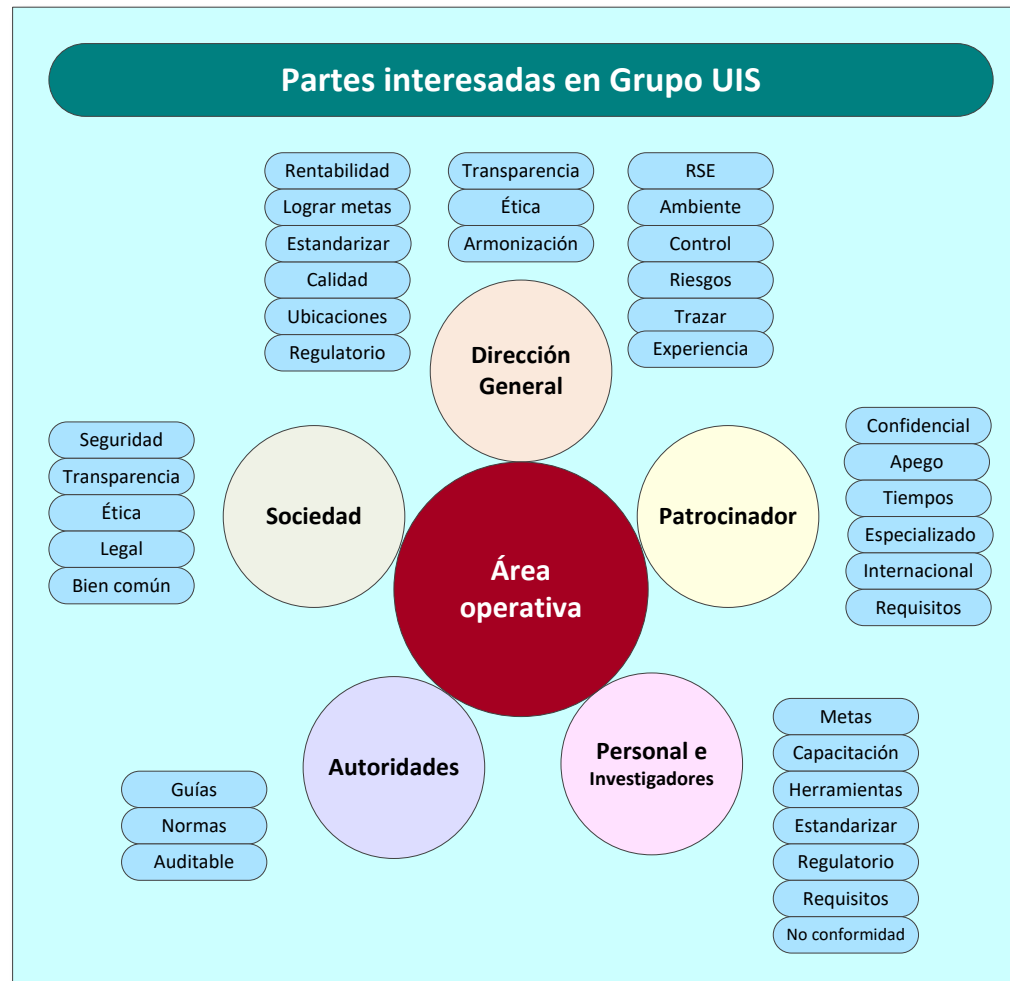 Partes interesadas en Grupo UIS
Rentabilidad
Lograr metas
Estandarizar
Calidad
Ubicaciones
Regulatorio
Transparencia
Ética
Armonización
RSE
Ambiente
Control
Riesgos
Trazar
Experiencia
Dirección
General
Seguridad
Transparencia
Ética
Legal
Bien común
Sociedad
Área
operativa
Patrocinador
Confidencial
Apego
Tiempos
Especializado
Internacional
Requisitos
Guías
Normas
Auditable
Autoridades
Personal e
Investigadores
Metas
Capacitación
Herramientas
Estandarizar
Regulatorio
Requisitos
No conformidad